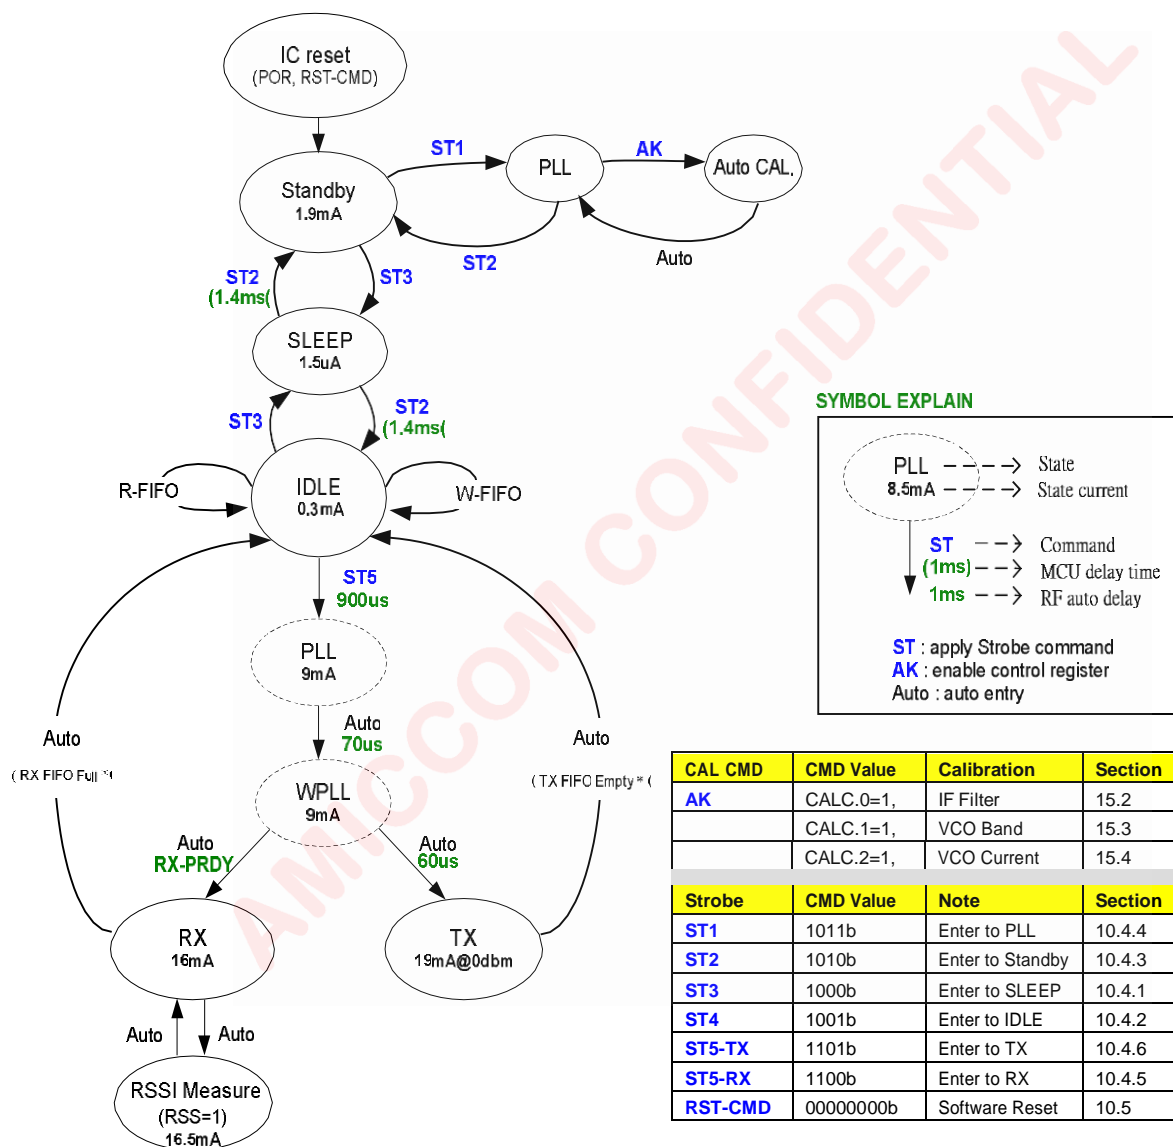 IC reset
(POR, RST-CMD)
ST1
AK
Standby
1.9mA
PLL
Auto CAL.
ST2
Auto
ST2
(1.4ms(
ST3
SLEEP
1.5uA
ST3
ST2
(1.4ms(
R-FIFO
IDLE
0.3mA
W-FIFO
ST5
900us
PLL
9mA
Auto
70us
Auto
( RX FIFO Full *(
Auto
( TX FIFO Empty * (
WPLL
9mA
Auto
RX-PRDY
Auto
60us
RX
16mA
TX
19mA@0dbm
Auto
Auto
RSSI Measure
(RSS=1)
16.5mA
SYMBOL EXPLAIN
PLL State
8.5mA State current
ST Command
(1ms) MCU delay time
1ms RF auto delay
ST : apply Strobe command
AK : enable control register
Auto : auto entry
CAL CMD CMD Value Calibration Section
AK CALC.0=1, IF Filter 15.2
CALC.1=1, VCO Band 15.3
CALC.2=1, VCO Current 15.4
Strobe CMD Value Note Section
ST1 1011b Enter to PLL 10.4.4
ST2 1010b Enter to Standby 10.4.3
ST3 1000b Enter to SLEEP 10.4.1
ST4 1001b Enter to IDLE 10.4.2
ST5-TX 1101b Enter to TX 10.4.6
ST5-RX 1100b Enter to RX 10.4.5
RST-CMD 00000000b Software Reset 10.5
AMICCOM CONFIDENTIAL